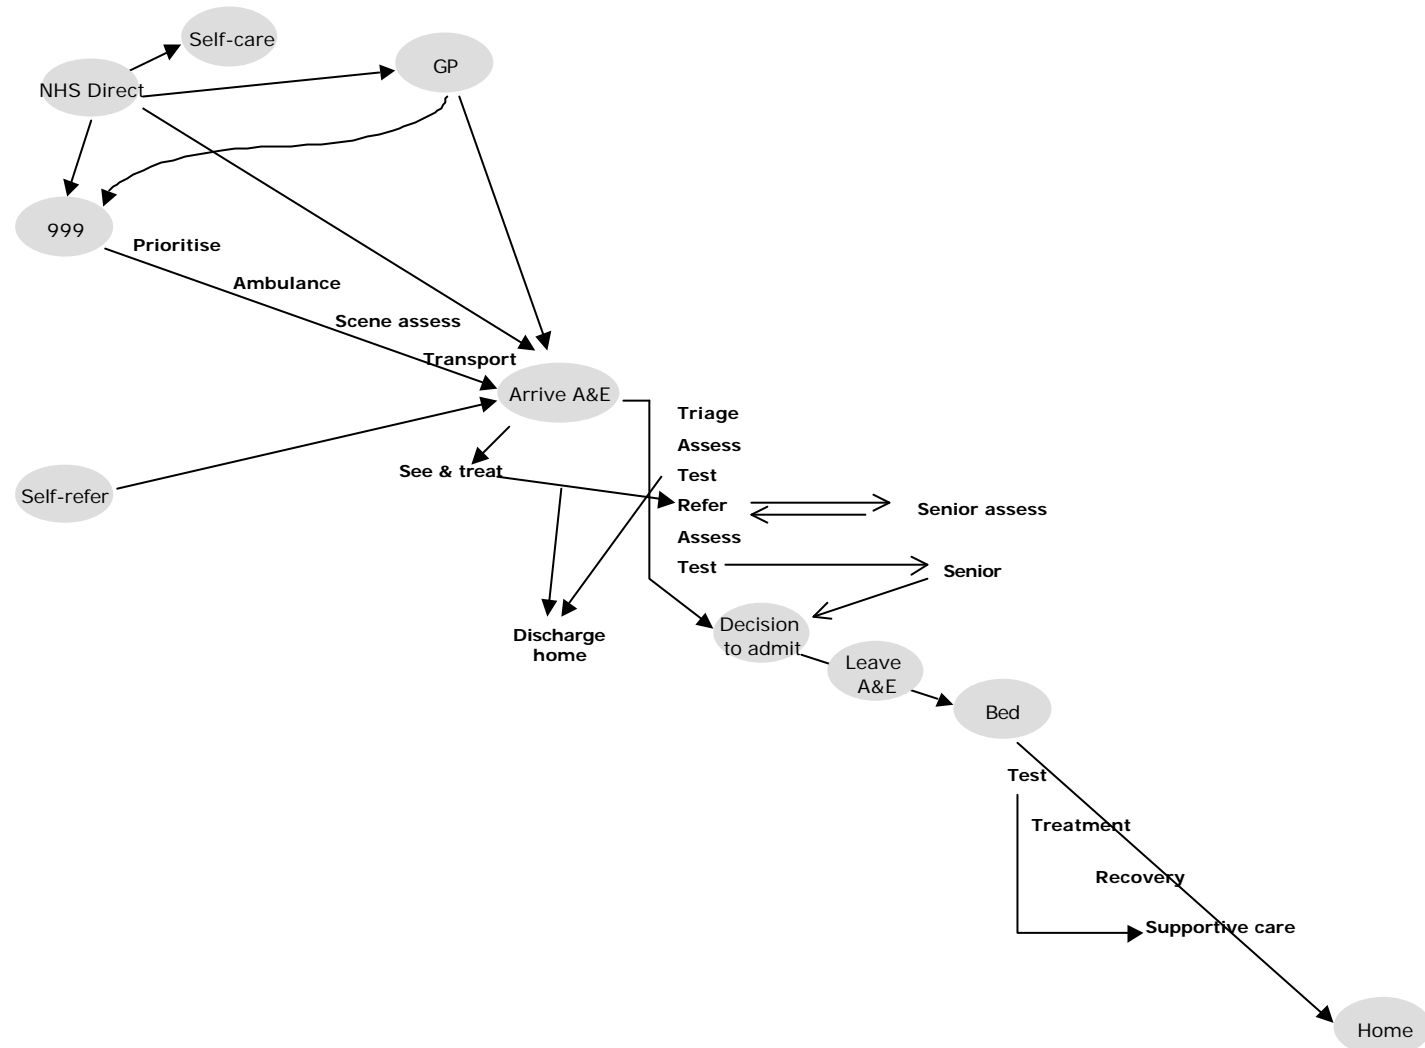 Self-care
GP
NHS Direct
999
Prioritise
Ambulance
Scene assess
Transport
Arrive A&E
Self-refer
See & treat
Triage
Assess
Test
Refer
Senior assess
Assess
Test
Senior
Discharge
home
Decision
to admit
Leave
A&E
Bed
Test
Treatment
Recovery
Supportive care
Home